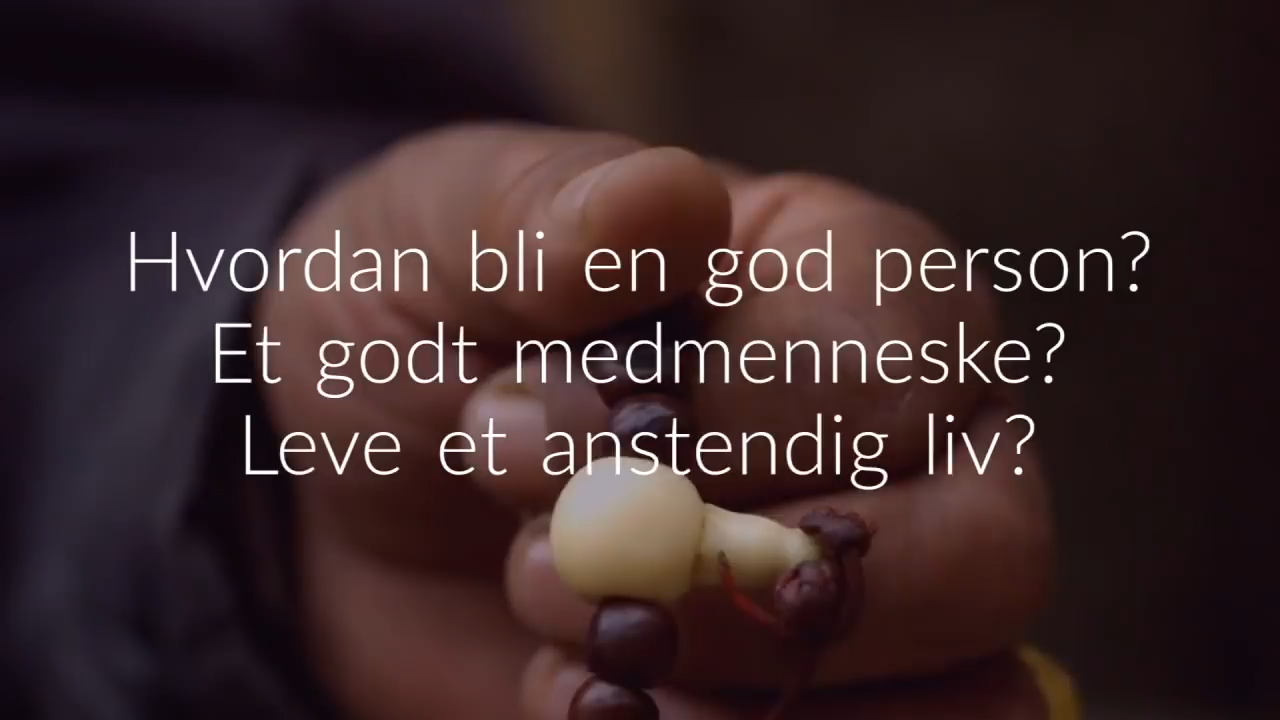 Hvordan bli en god person?
Et godt medmenneske?
Leve et anstendig liv?